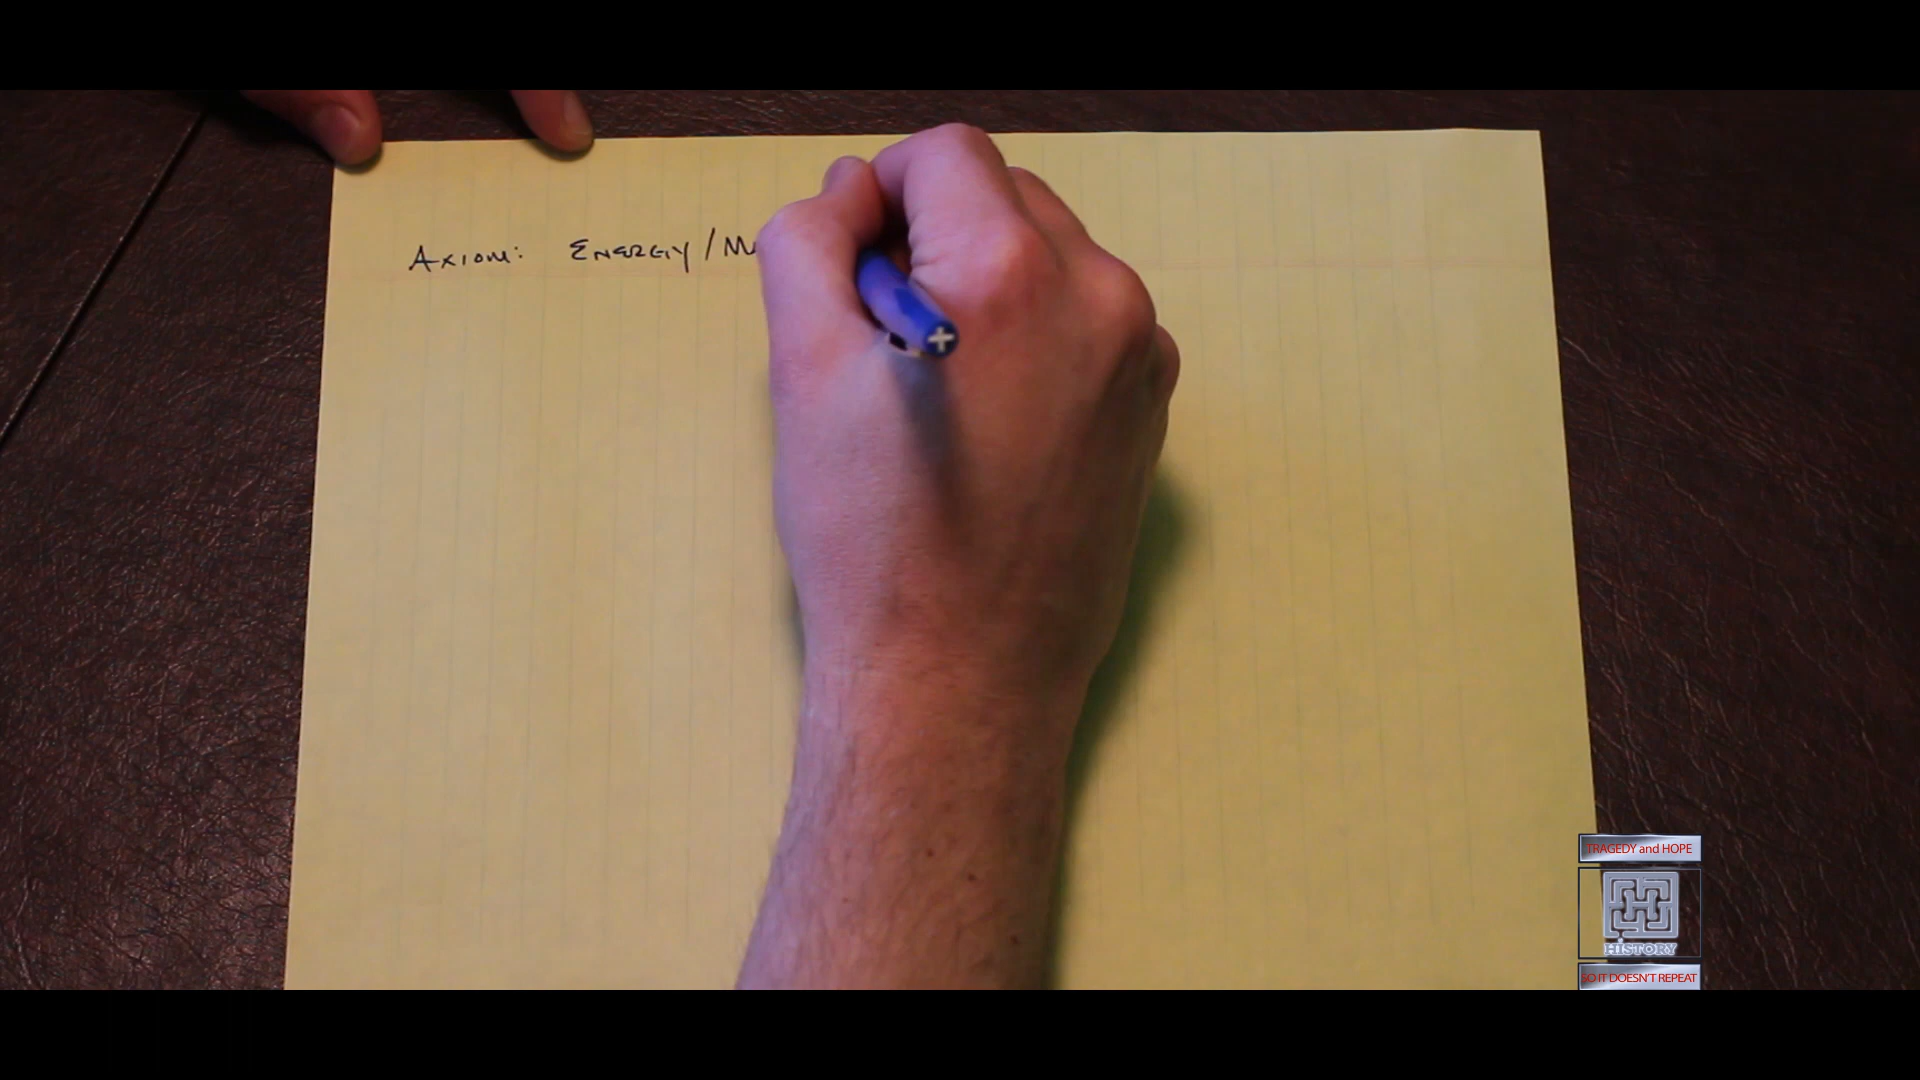 Axiom: ENERGY/M
TRAGEDY and HOPE
HiSTORY
SO IT DOESN'T REPEAT